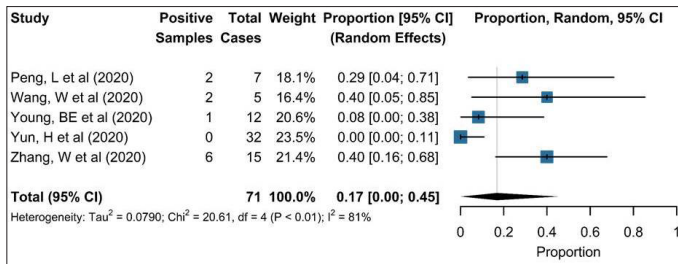 Study Positive Total Weight Proportion [95% CI] Proportion, Random, 95% CI
Samples Cases (Random Effects)
Peng, L et al (2020) 2 7 18.1% 0.29 [0.04; 0.71]
Wang, W et al (2020) 2 5 16.4% 0.40 [0.05; 0.85]
Young, BE et al (2020) 1 12 20.6% 0.08 [0.00; 0.38]
Yun, H et al (2020) 0 32 23.5% 0.00 [0.00; 0.11]
Zhang, W et al (2020) 6 15 21.4% 0.40 [0.16; 0.68]
Total (95% CI) 71 100.0% 0.17 [0.00; 0.45]
Heterogeneity: Tau² = 0.0790; Chi² = 20.61, df = 4 (P < 0.01); I² = 81%
0 0.2 0.4 0.6 0.8 1
Proportion